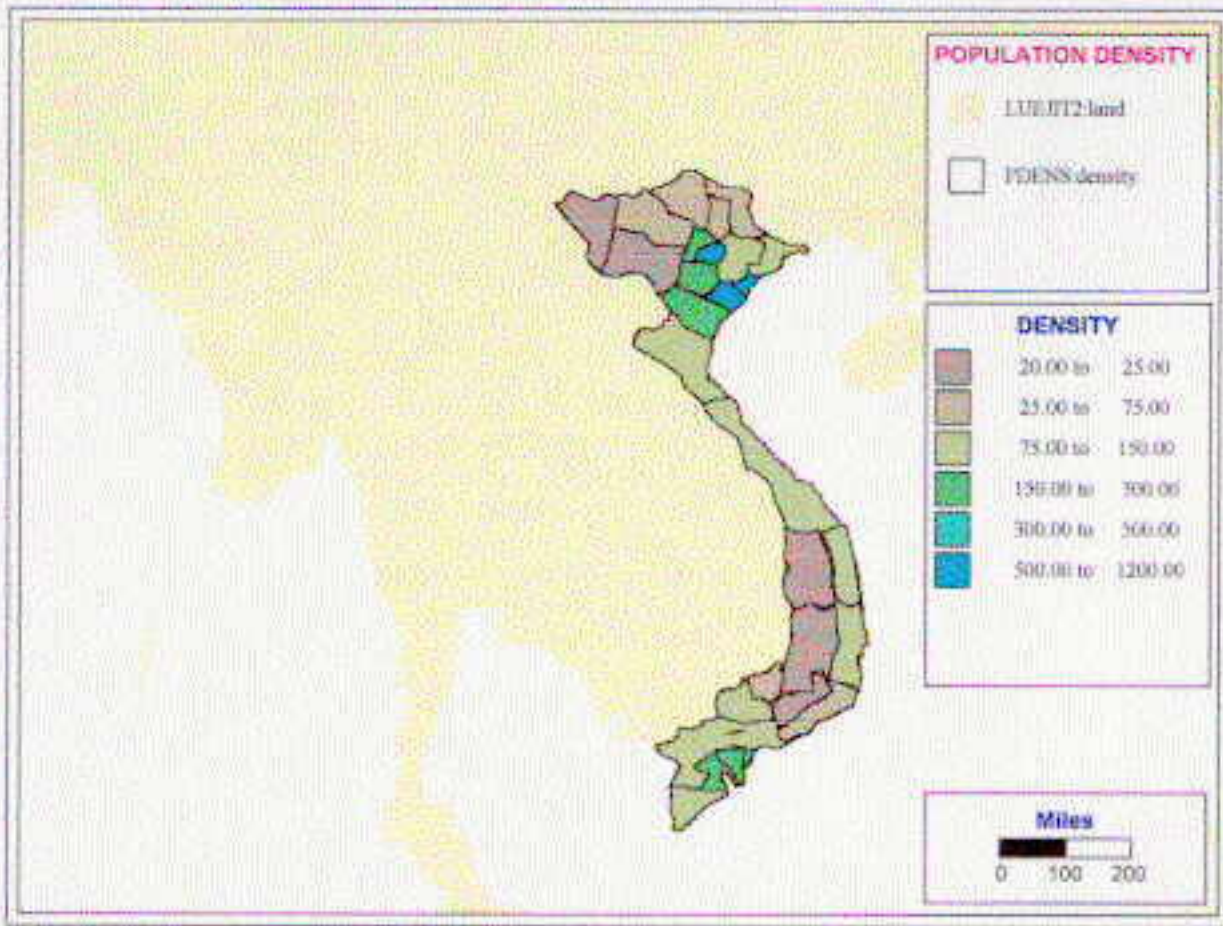 POPULATION DENSITY
land
PDENS density
DENSITY
20.00 to 25.00
25.00 to 75.00
75.00 to 150.00
150.00 to 300.00
300.00 to 500.00
500.00 to 1200.00
Miles
0 100 200